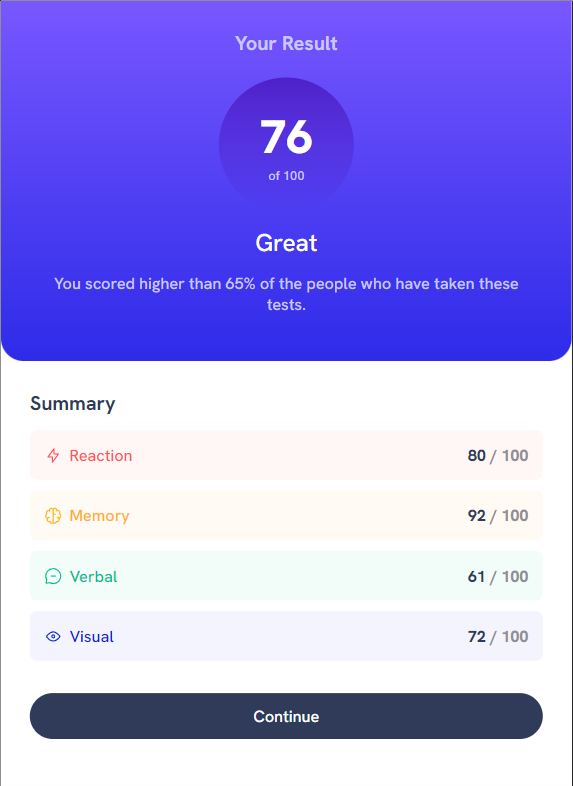 Your Result
76
of 100
Great
You scored higher than 65% of the people who have taken these
tests.
Summary
Reaction 80 / 100
Memory 92 / 100
Verbal 61 / 100
Visual 72 / 100
Continue